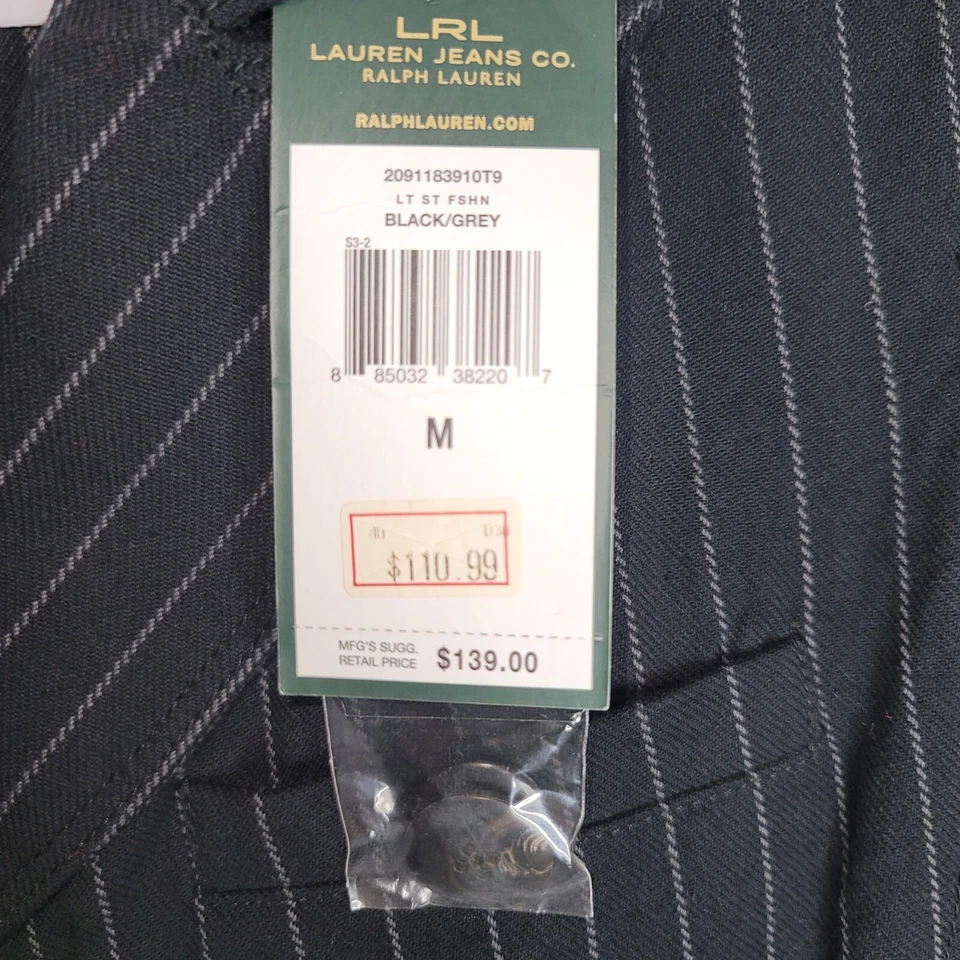 LRL
LAUREN JEANS CO.
RALPH LAUREN
RALPHLAUREN.COM
2091183910T9
LT ST FSHN
BLACK/GREY
S3-2
8 85032 38220 7
M
40
$110.99
MFG'S SUGG.
RETAIL PRICE $139.00